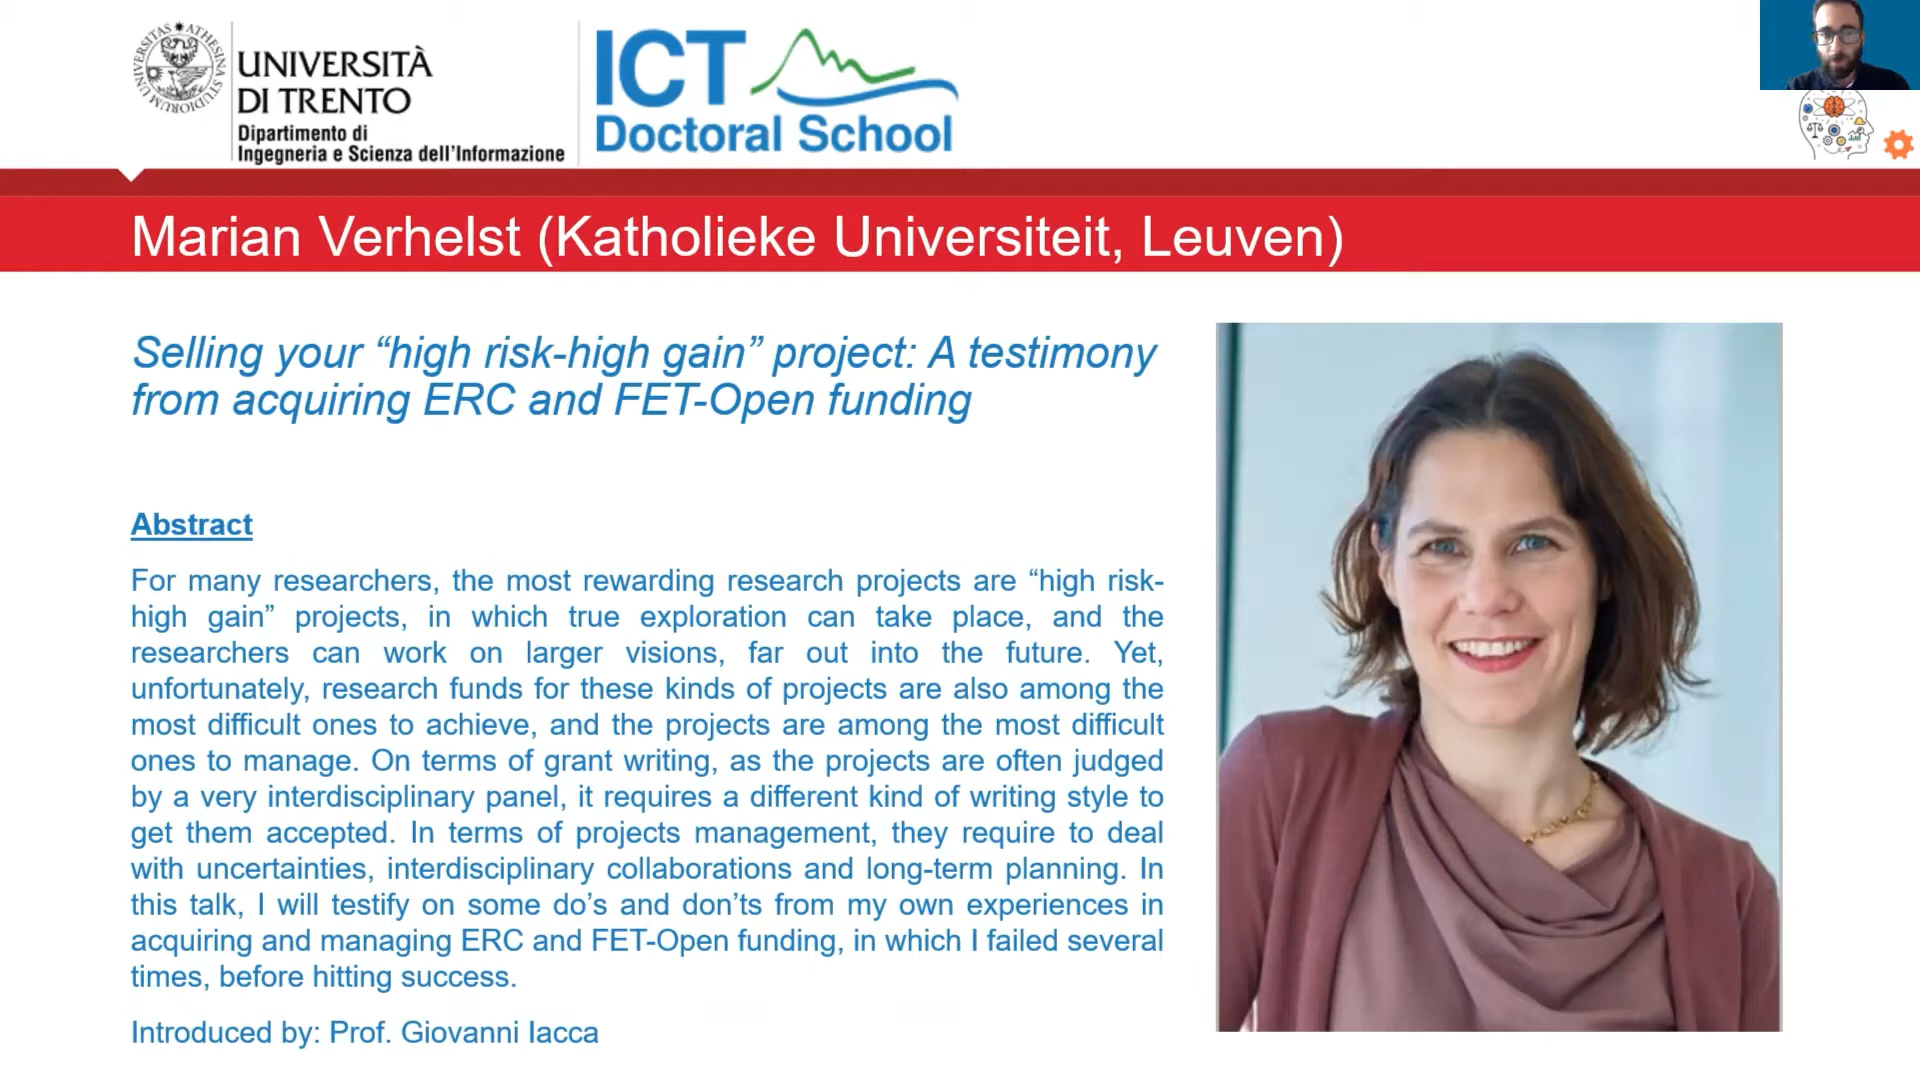 UNIVERSITÀ
DI TRENTO
Dipartimento di
Ingegneria e Scienza dell'Informazione
ICT
Doctoral School
Marian Verhelst (Katholieke Universiteit, Leuven)
Selling your “high risk-high gain” project: A testimony
from acquiring ERC and FET-Open funding
Abstract
For many researchers, the most rewarding research projects are “high risk-
high gain” projects, in which true exploration can take place, and the
researchers can work on larger visions, far out into the future. Yet,
unfortunately, research funds for these kinds of projects are also among the
most difficult ones to achieve, and the projects are among the most difficult
ones to manage. On terms of grant writing, as the projects are often judged
by a very interdisciplinary panel, it requires a different kind of writing style to
get them accepted. In terms of projects management, they require to deal
with uncertainties, interdisciplinary collaborations and long-term planning. In
this talk, I will testify on some do’s and don’ts from my own experiences in
acquiring and managing ERC and FET-Open funding, in which I failed several
times, before hitting success.
Introduced by: Prof. Giovanni Iacca